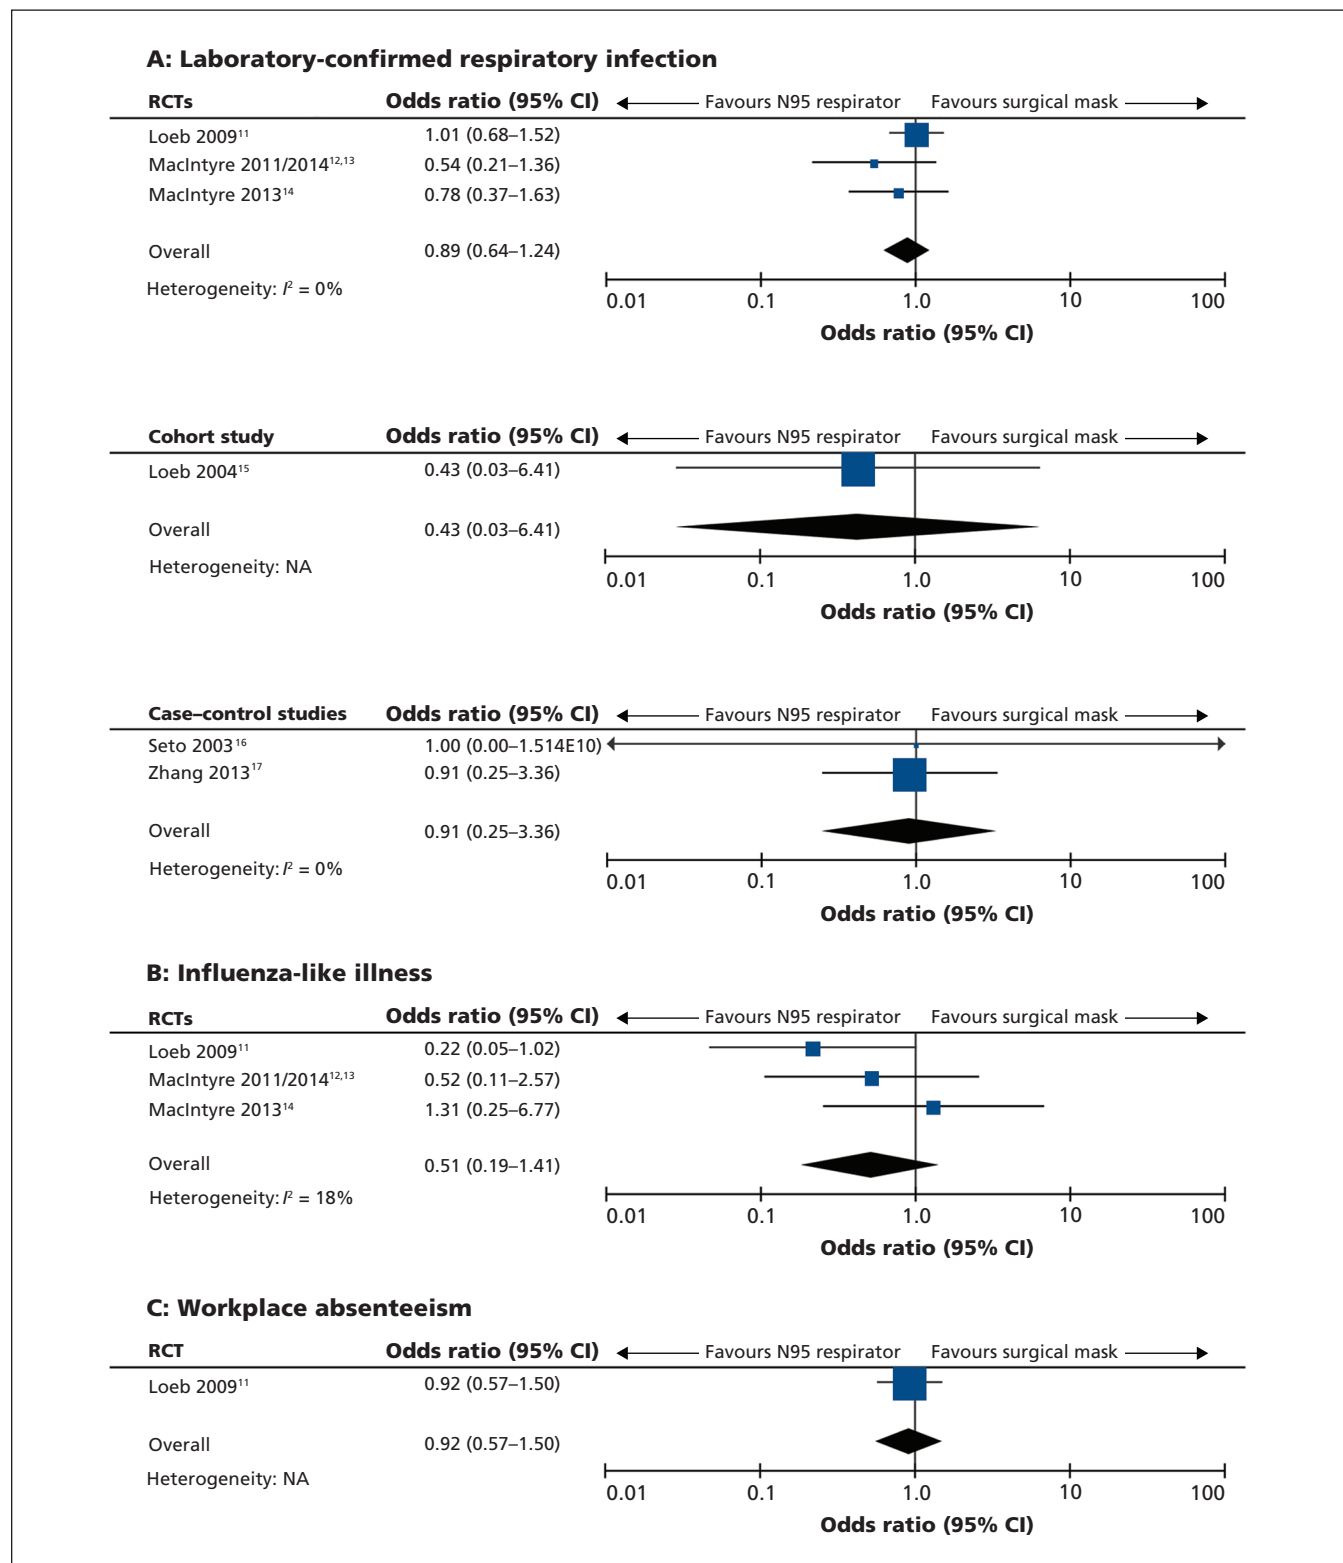 A: Laboratory-confirmed respiratory infection
RCTs Odds ratio (95% CI) Favours N95 respirator Favours surgical mask
Loeb 2009¹¹ 1.01 (0.68–1.52)
MacIntyre 2011/2014¹²,¹³ 0.54 (0.21–1.36)
MacIntyre 2013¹⁴ 0.78 (0.37–1.63)
Overall 0.89 (0.64–1.24)
Heterogeneity: I² = 0%
0.01 0.1 1.0 10 100
Odds ratio (95% CI)
Cohort study Odds ratio (95% CI) Favours N95 respirator Favours surgical mask
Loeb 2004¹⁵ 0.43 (0.03–6.41)
Overall 0.43 (0.03–6.41)
Heterogeneity: NA
0.01 0.1 1.0 10 100
Odds ratio (95% CI)
Case–control studies Odds ratio (95% CI) Favours N95 respirator Favours surgical mask
Seto 2003¹⁶ 1.00 (0.00–1.514E10)
Zhang 2013¹⁷ 0.91 (0.25–3.36)
Overall 0.91 (0.25–3.36)
Heterogeneity: I² = 0%
0.01 0.1 1.0 10 100
Odds ratio (95% CI)
B: Influenza-like illness
RCTs Odds ratio (95% CI) Favours N95 respirator Favours surgical mask
Loeb 2009¹¹ 0.22 (0.05–1.02)
MacIntyre 2011/2014¹²,¹³ 0.52 (0.11–2.57)
MacIntyre 2013¹⁴ 1.31 (0.25–6.77)
Overall 0.51 (0.19–1.41)
Heterogeneity: I² = 18%
0.01 0.1 1.0 10 100
Odds ratio (95% CI)
C: Workplace absenteeism
RCT Odds ratio (95% CI) Favours N95 respirator Favours surgical mask
Loeb 2009¹¹ 0.92 (0.57–1.50)
Overall 0.92 (0.57–1.50)
Heterogeneity: NA
0.01 0.1 1.0 10 100
Odds ratio (95% CI)